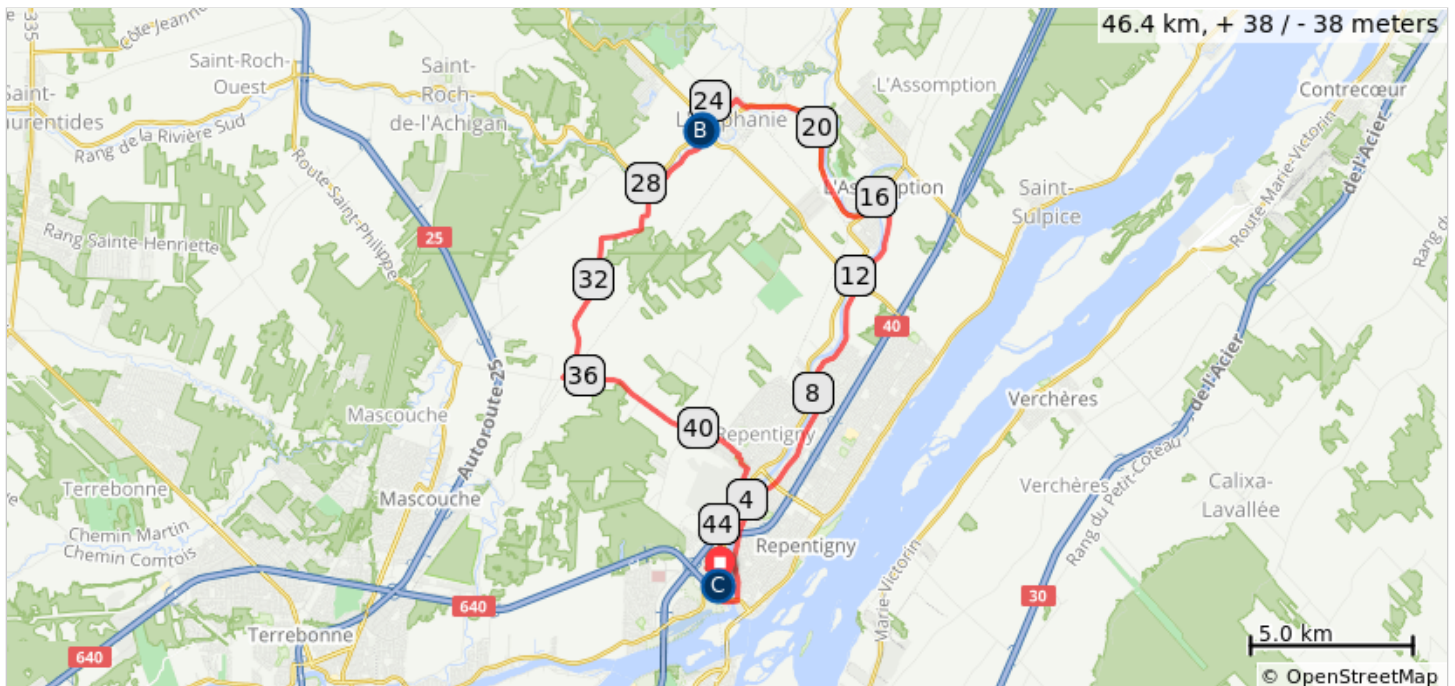 46.4 km, + 38 / - 38 meters
335
Côte Jeanne
Saint-Roch-
Ouest
Saint-
Roch-
de-l'Achigan
L'Assomption
Contrecœur
24
20
B
28
16
L'Assomption
Saint-
Sulpice
Rang de la Rivière Sud
Route Saint-Philippe
Rang Sainte Henriette
25
Route Marie-Victorin
de l'Acier
32
12
40
36
8
Verchères
Mascouche
Autoroute 25
40
Repentigny
de l'Acier
Terrebonne
Mascouche
4
Verchères
Rang du Petit-Coteau
Calixa-
Lavallée
Chemin Martin
Chemin Comtois
44
Repentigny
C
Marie-Victorin
640
30
Terrebonne
640
5.0 km
© OpenStreetMap